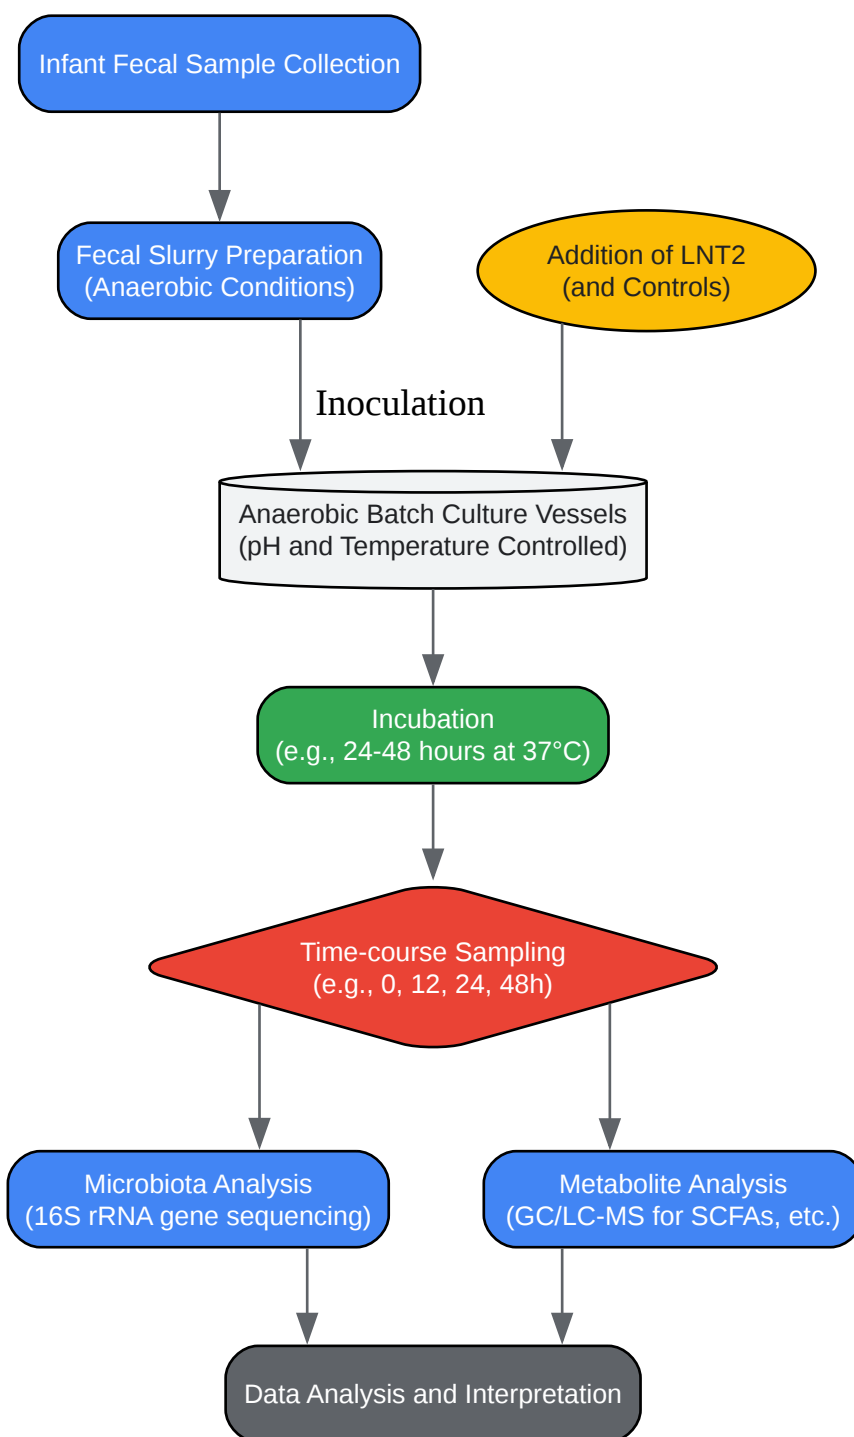 Infant Fecal Sample Collection
Fecal Slurry Preparation
(Anaerobic Conditions)
Addition of LNT2
(and Controls)
Inoculation
Anaerobic Batch Culture Vessels
(pH and Temperature Controlled)
Incubation
(e.g., 24-48 hours at 37°C)
Time-course Sampling
(e.g., 0, 12, 24, 48h)
Microbiota Analysis
(16S rRNA gene sequencing)
Metabolite Analysis
(GC/LC-MS for SCFAs, etc.)
Data Analysis and Interpretation